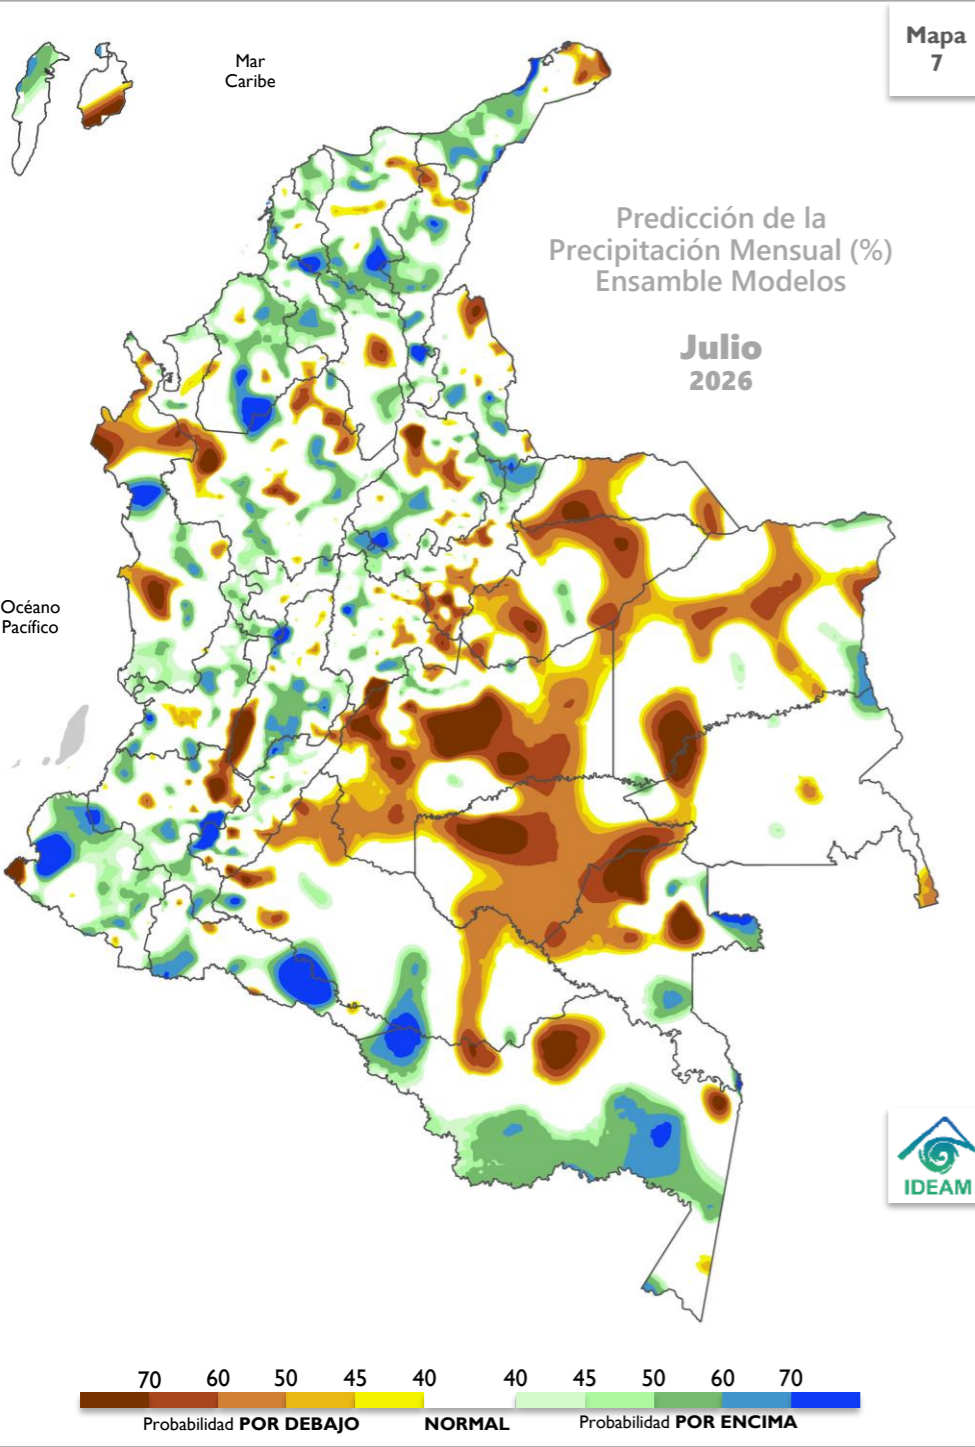 Mapa
7
Mar
Caribe
Predicción de la
Precipitación Mensual (%)
Ensamble Modelos
Julio
2026
Océano
Pacífico
IDEAM
70 60 50 45 40 40 45 50 60 70
Probabilidad POR DEBAJO NORMAL Probabilidad POR ENCIMA